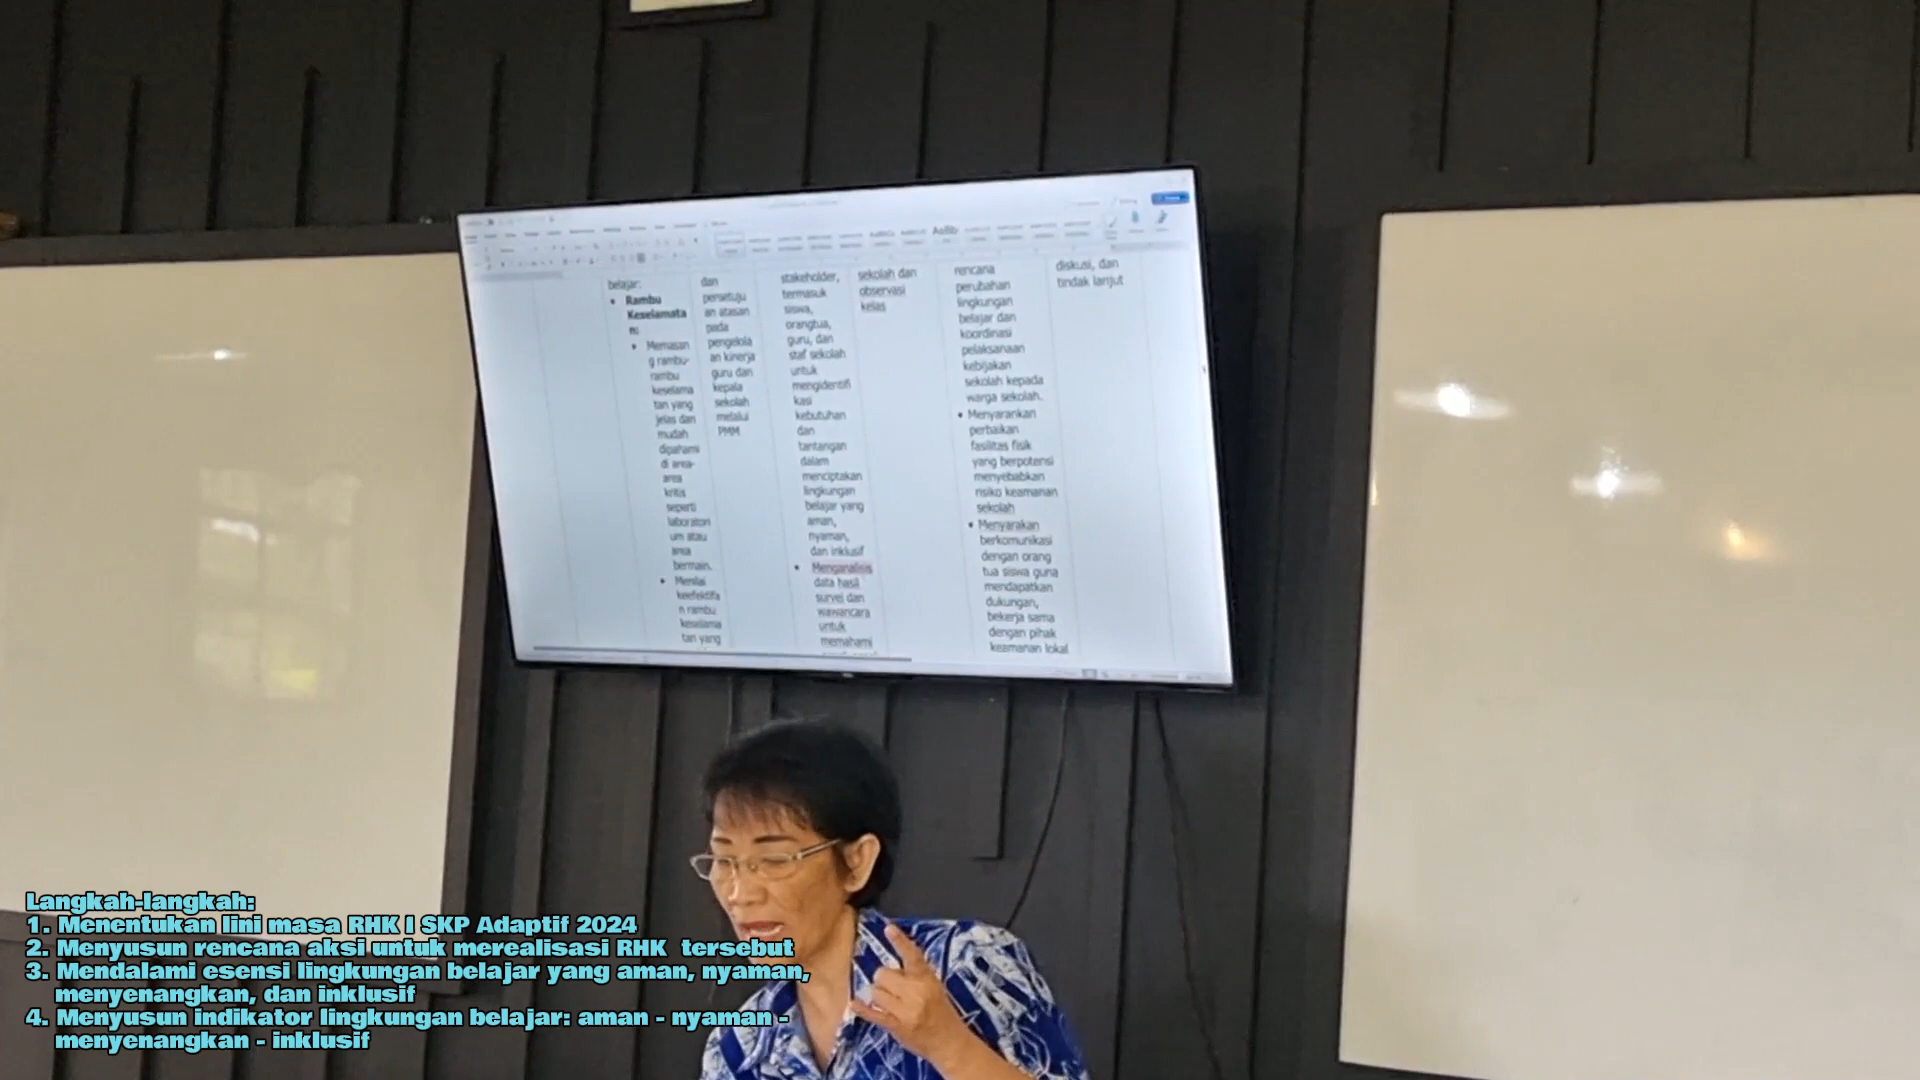 belajar:
• Rambu
Keselamata
n:
• Memasan
g rambu-
rambu
keselama
tan yang
jelas dan
mudah
dipahami
di area-
area
kritis
seperti
laboratori
um atau
area
bermain.
• Menilai
keefektifa
n rambu
keselama
tan yang
dan
persetuju
an atasan
pada
pengelola
an kinerja
guru dan
kepala
sekolah
melalui
PMM
stakeholder,
termasuk
siswa,
orangtua,
guru, dan
staf sekolah
untuk
mengidentifi
kasi
kebutuhan
dan
tantangan
dalam
menciptakan
lingkungan
belajar yang
aman,
nyaman,
dan inklusif
• Menganalisis
data hasil
survei dan
wawancara
untuk
memahami
sekolah dan
observasi
kelas
rencana
perubahan
lingkungan
belajar dan
koordinasi
pelaksanaan
kebijakan
sekolah kepada
warga sekolah.
• Menyarankan
perbaikan
fasilitas fisik
yang berpotensi
menyebabkan
risiko keamanan
sekolah
• Menyarakan
berkomunikasi
dengan orang
tua siswa guna
mendapatkan
dukungan,
bekerja sama
dengan pihak
keamanan lokal
diskusi, dan
tindak lanjut
Langkah-langkah:
1. Menentukan lini masa RHK I SKP Adaptif 2024
2. Menyusun rencana aksi untuk merealisasi RHK tersebut
3. Mendalami esensi lingkungan belajar yang aman, nyaman,
menyenangkan, dan inklusif
4. Menyusun indikator lingkungan belajar: aman - nyaman -
menyenangkan - inklusif